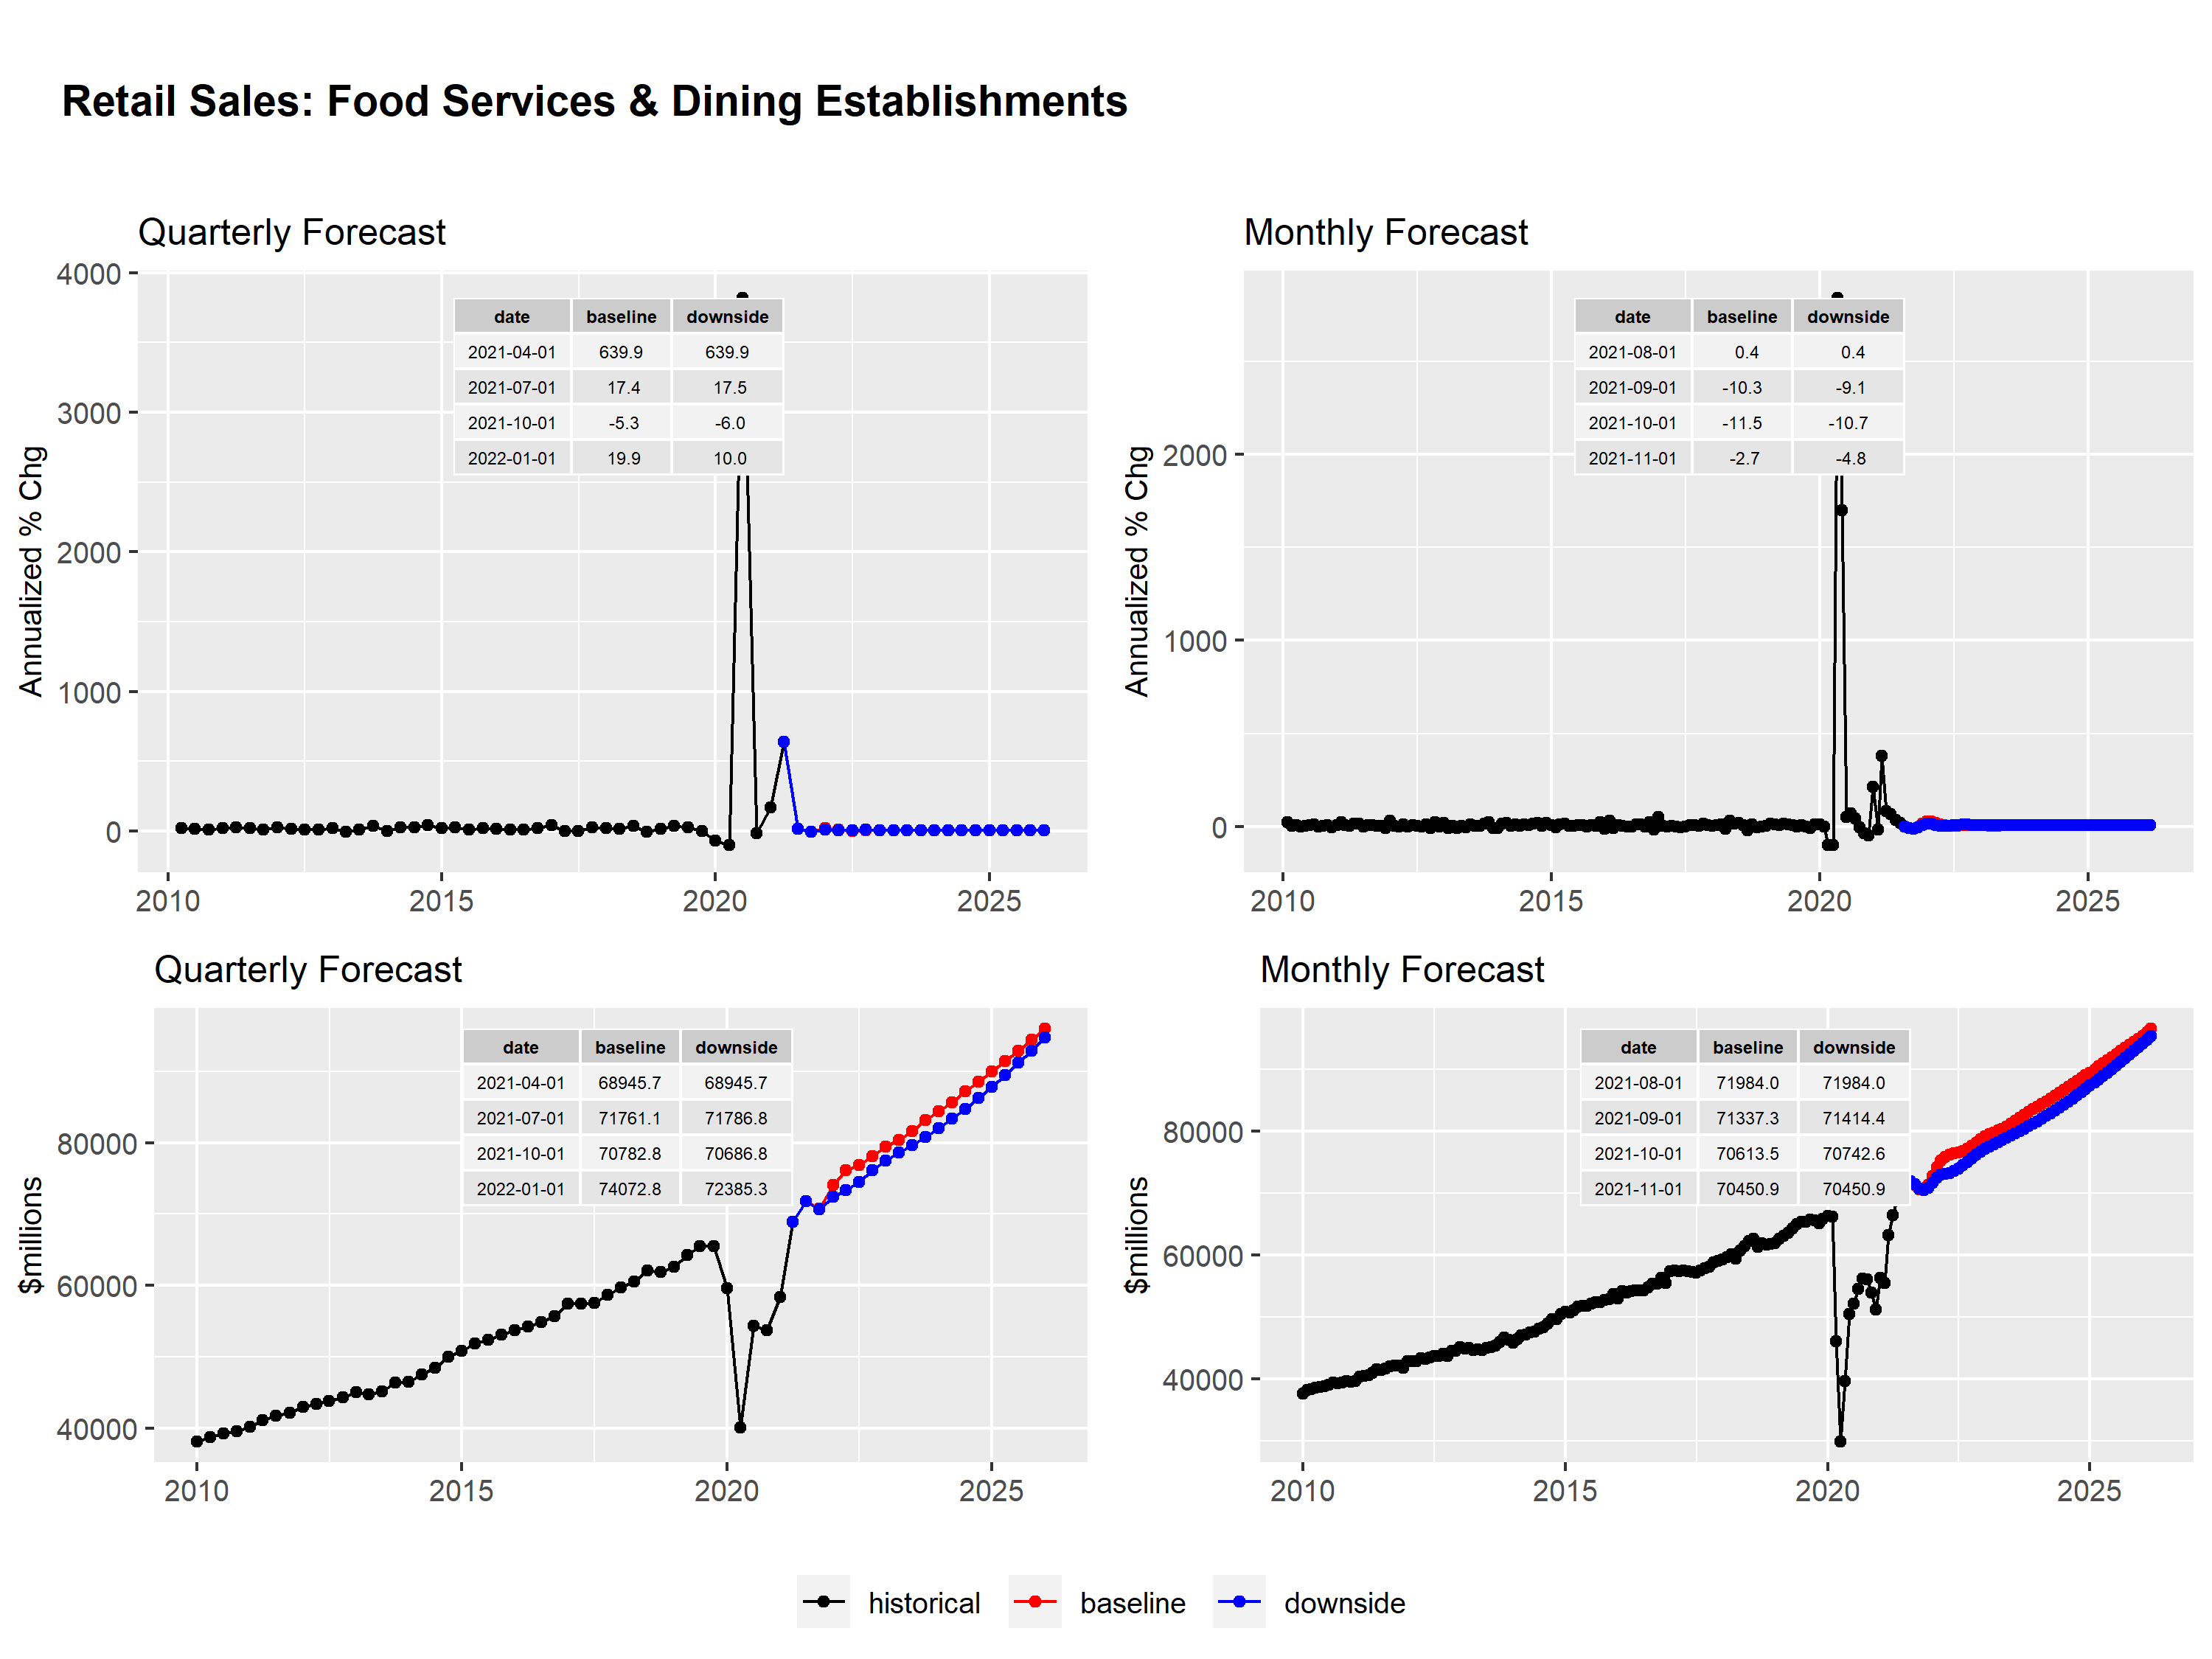 Retail Sales: Food Services & Dining Establishments
Quarterly Forecast
Annualized % Chg
4000
3000
2000
1000
0
date baseline downside
2021-04-01 639.9 639.9
2021-07-01 17.4 17.5
2021-10-01 -5.3 -6.0
2022-01-01 19.9 10.0
2010 2015 2020 2025
Monthly Forecast
Annualized % Chg
2000
1000
0
date baseline downside
2021-08-01 0.4 0.4
2021-09-01 -10.3 -9.1
2021-10-01 -11.5 -10.7
2021-11-01 -2.7 -4.8
2010 2015 2020 2025
Quarterly Forecast
$millions
80000
60000
40000
date baseline downside
2021-04-01 68945.7 68945.7
2021-07-01 71761.1 71786.8
2021-10-01 70782.8 70686.8
2022-01-01 74072.8 72385.3
2010 2015 2020 2025
Monthly Forecast
$millions
80000
60000
40000
date baseline downside
2021-08-01 71984.0 71984.0
2021-09-01 71337.3 71414.4
2021-10-01 70613.5 70742.6
2021-11-01 70450.9 70450.9
2010 2015 2020 2025
historical baseline downside